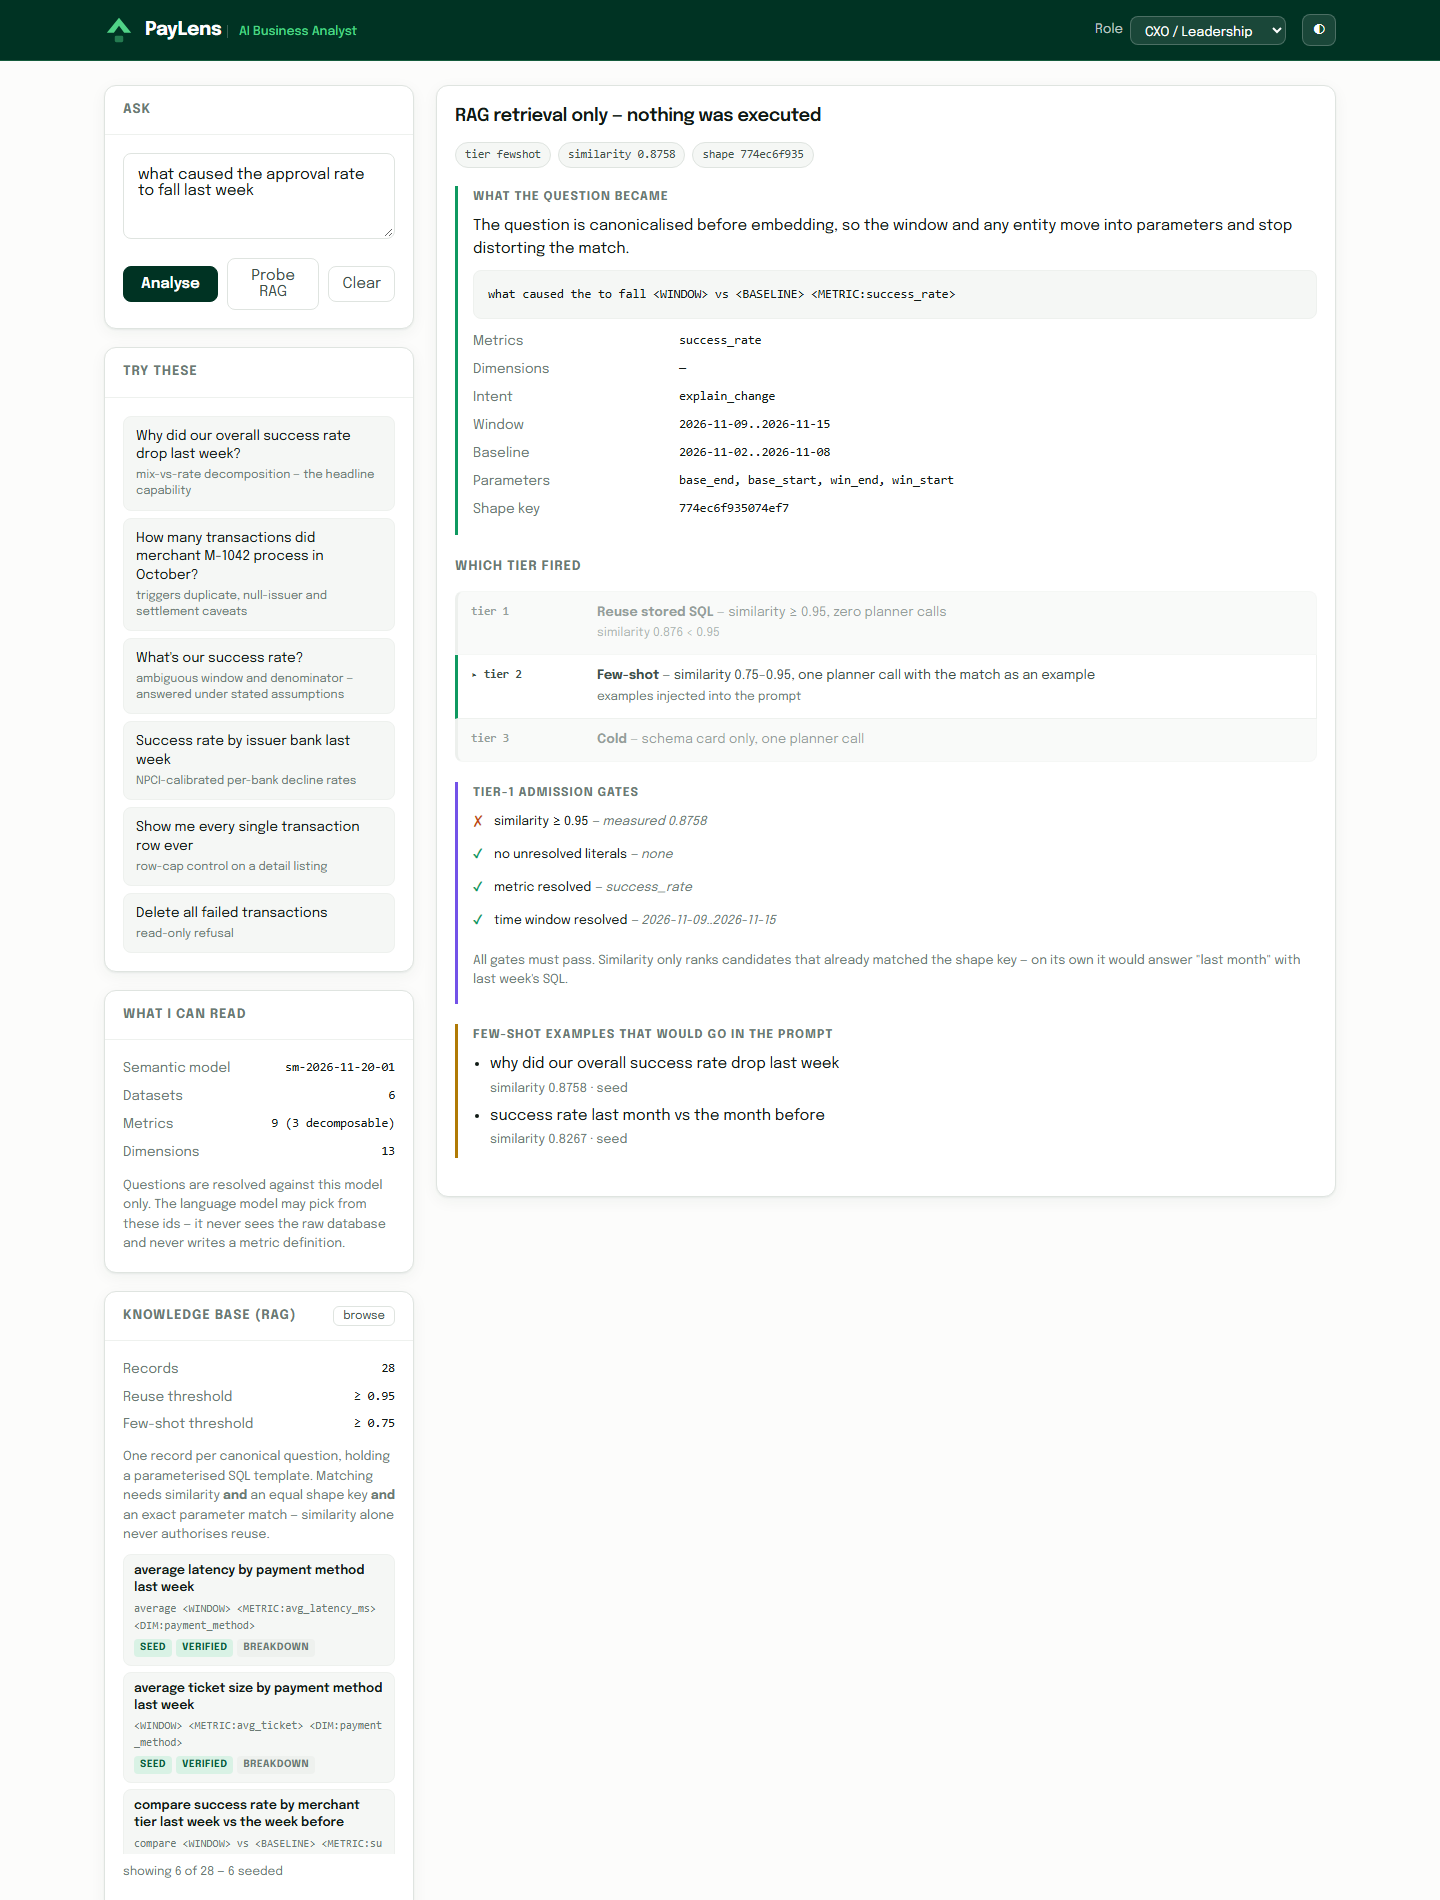 PayLens
AI Business Analyst
Role
CXO / Leadership
ASK
what caused the approval rate
to fall last week
Analyse
Probe
RAG
Clear
TRY THESE
Why did our overall success rate
drop last week?
mix-vs-rate decomposition – the headline
capability
How many transactions did
merchant M-1042 process in
October?
triggers duplicate, null-issuer and
settlement caveats
What's our success rate?
ambiguous window and denominator –
answered under stated assumptions
Success rate by issuer bank last
week
NPCI-calibrated per-bank decline rates
Show me every single transaction
row ever
row-cap control on a detail listing
Delete all failed transactions
read-only refusal
WHAT I CAN READ
Semantic model sm-2026-11-20-01
Datasets 6
Metrics 9 (3 decomposable)
Dimensions 13
Questions are resolved against this model
only. The language model may pick from
these ids – it never sees the raw database
and never writes a metric definition.
KNOWLEDGE BASE (RAG)
browse
Records 28
Reuse threshold ≥ 0.95
Few-shot threshold ≥ 0.75
One record per canonical question, holding
a parameterised SQL template. Matching
needs similarity and an equal shape key and
an exact parameter match – similarity alone
never authorises reuse.
average latency by payment method
last week
average <WINDOW> <METRIC:avg_latency_ms>
<DIM:payment_method>
SEED VERIFIED BREAKDOWN
average ticket size by payment method
last week
<WINDOW> <METRIC:avg_ticket> <DIM:payment
_method>
SEED VERIFIED BREAKDOWN
compare success rate by merchant
tier last week vs the week before
compare <WINDOW> vs <BASELINE> <METRIC:su
showing 6 of 28 – 6 seeded
RAG retrieval only – nothing was executed
tier fewshot
similarity 0.8758
shape 774ec6f935
WHAT THE QUESTION BECAME
The question is canonicalised before embedding, so the window and any entity move into parameters and stop
distorting the match.
what caused the to fall <WINDOW> vs <BASELINE> <METRIC:success_rate>
Metrics success_rate
Dimensions –
Intent explain_change
Window 2026-11-09..2026-11-15
Baseline 2026-11-02..2026-11-08
Parameters base_end, base_start, win_end, win_start
Shape key 774ec6f935074ef7
WHICH TIER FIRED
tier 1 Reuse stored SQL – similarity ≥ 0.95, zero planner calls
similarity 0.876 < 0.95
▸ tier 2 Few-shot – similarity 0.75–0.95, one planner call with the match as an example
examples injected into the prompt
tier 3 Cold – schema card only, one planner call
TIER-1 ADMISSION GATES
✗ similarity ≥ 0.95 – measured 0.8758
✓ no unresolved literals – none
✓ metric resolved – success_rate
✓ time window resolved – 2026-11-09..2026-11-15
All gates must pass. Similarity only ranks candidates that already matched the shape key – on its own it would answer "last month" with
last week's SQL.
FEW-SHOT EXAMPLES THAT WOULD GO IN THE PROMPT
• why did our overall success rate drop last week
similarity 0.8758 · seed
• success rate last month vs the month before
similarity 0.8267 · seed